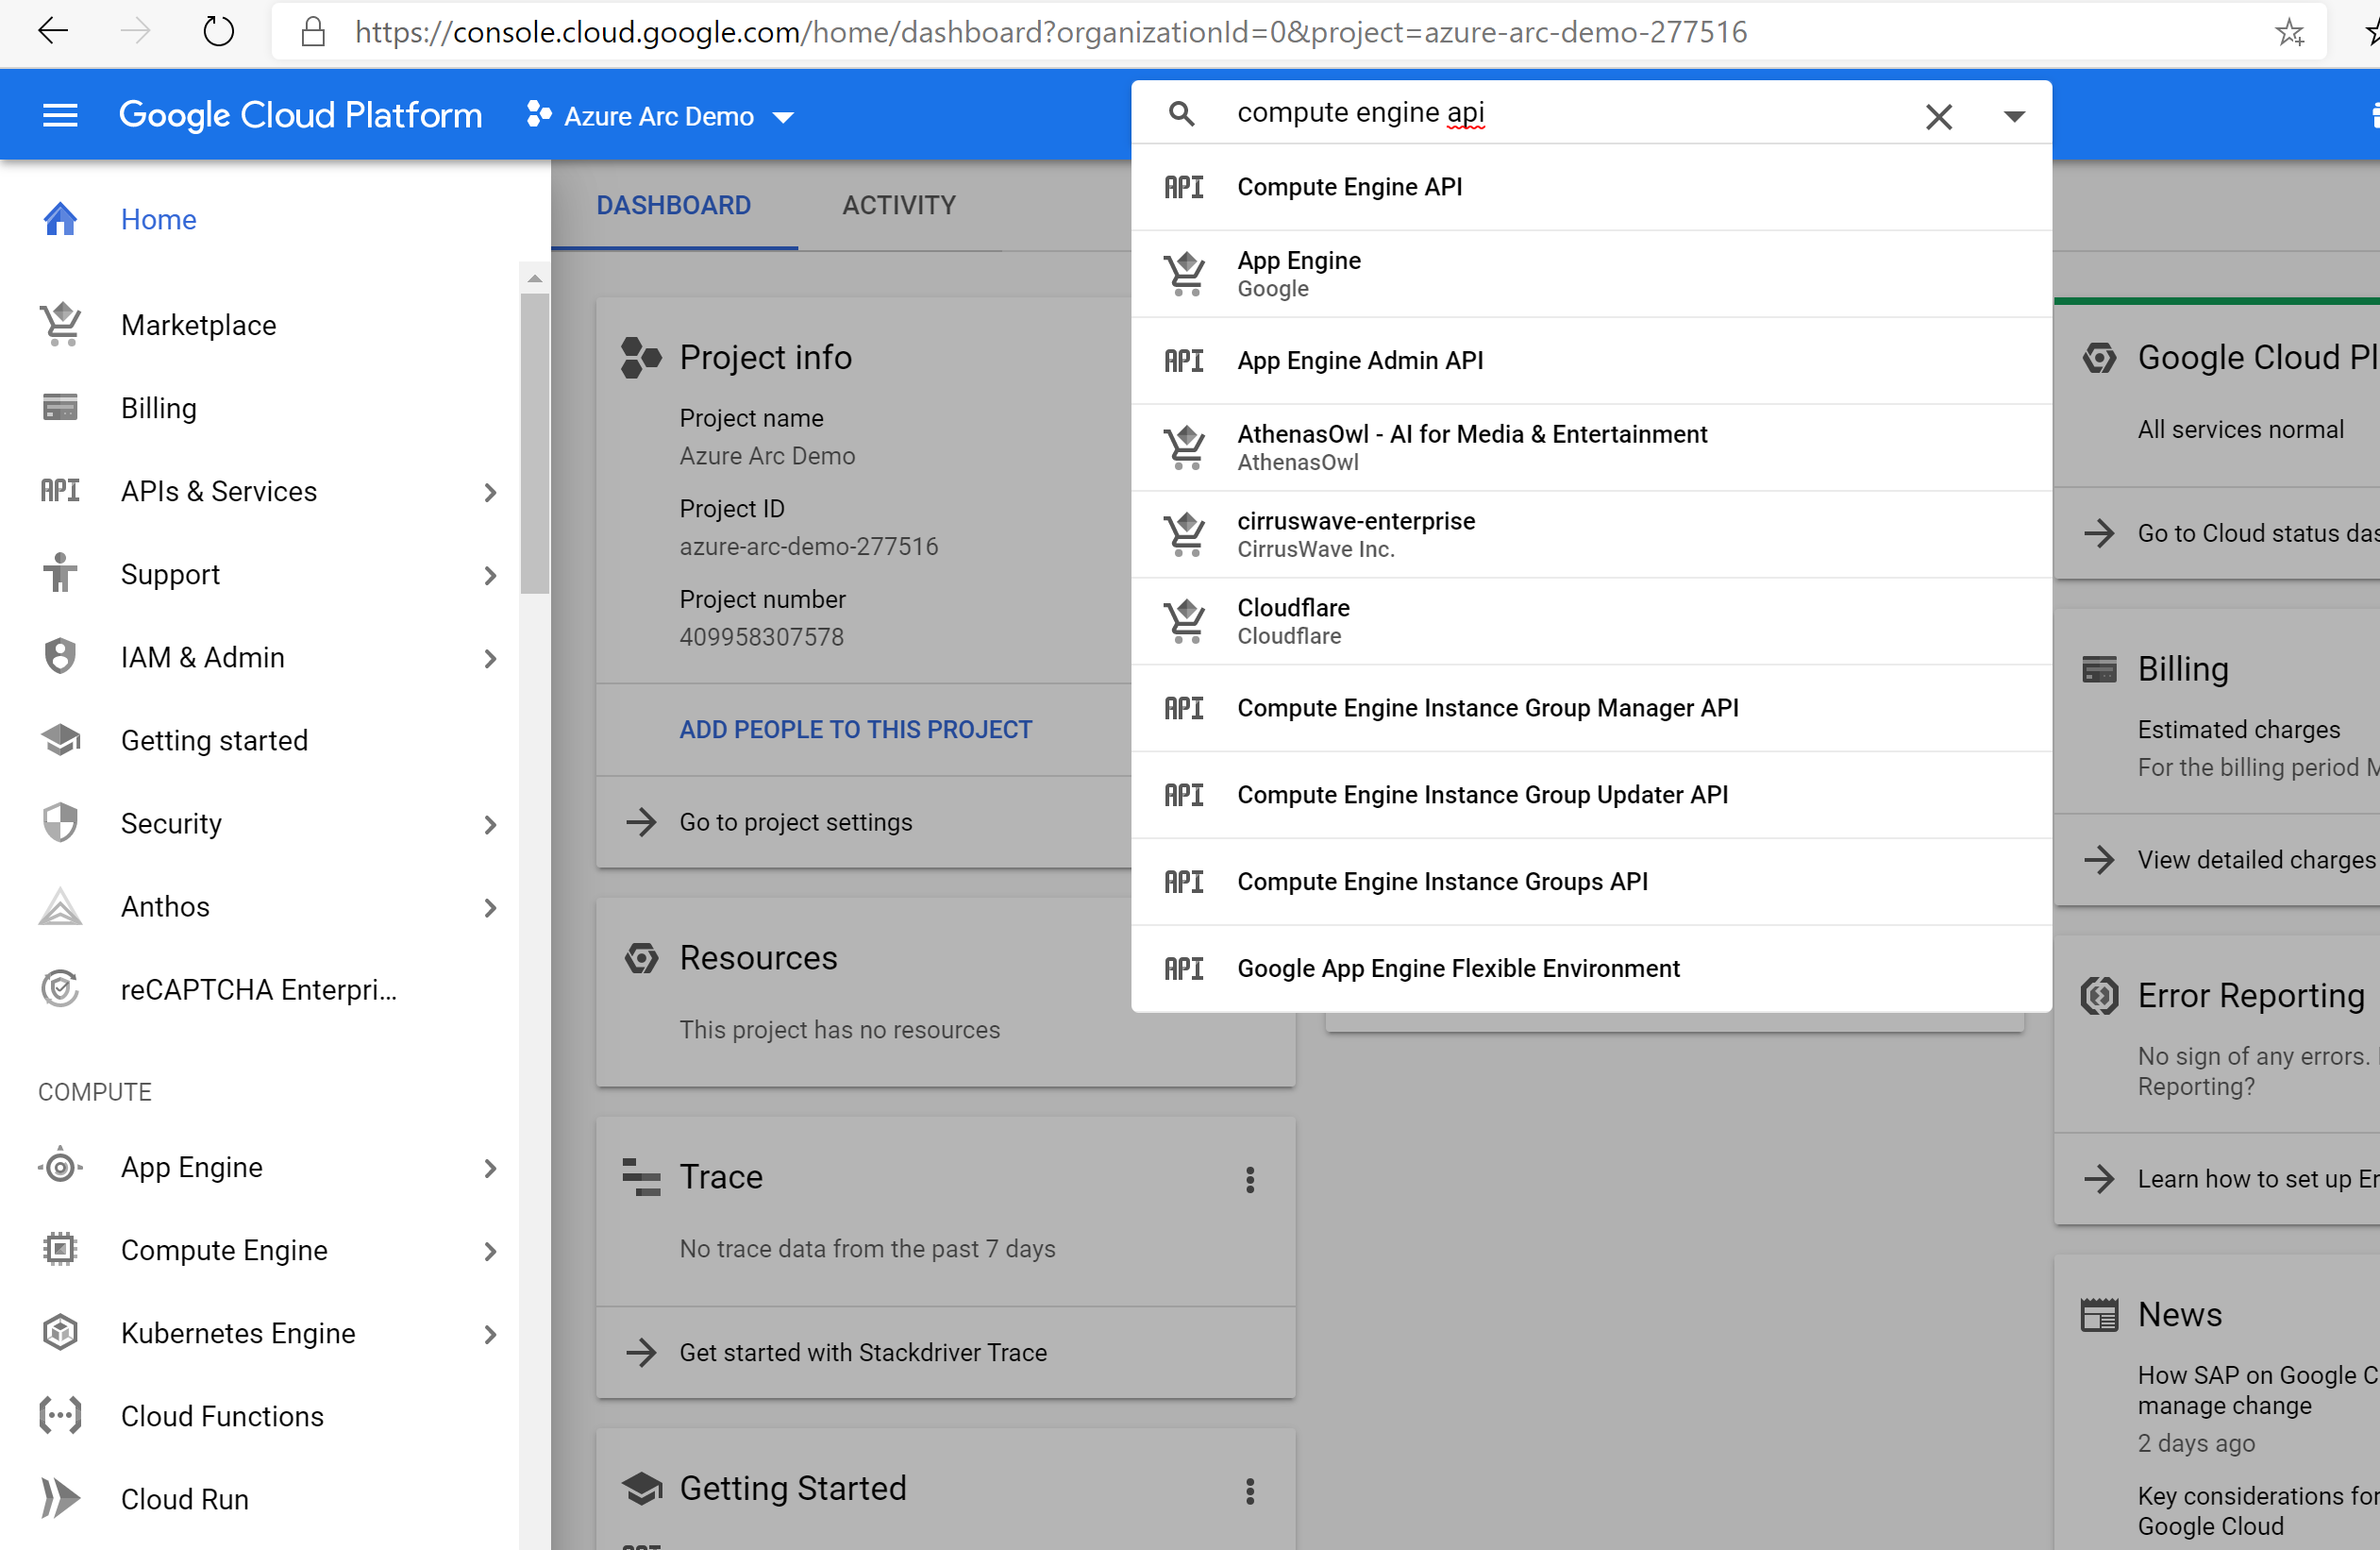 https://console.cloud.google.com/home/dashboard?organizationId=0&project=azure-arc-demo-277516
Google Cloud Platform
Azure Arc Demo
compute engine api
Compute Engine API
App Engine
Google
App Engine Admin API
AthenasOwl - AI for Media & Entertainment
AthenasOwl
cirruswave-enterprise
CirrusWave Inc.
Cloudflare
Cloudflare
Compute Engine Instance Group Manager API
Compute Engine Instance Group Updater API
Compute Engine Instance Groups API
Google App Engine Flexible Environment
Home
Marketplace
Billing
API
APIs & Services
Support
IAM & Admin
Getting started
Security
Anthos
reCAPTCHA Enterpri...
COMPUTE
App Engine
Compute Engine
Kubernetes Engine
Cloud Functions
Cloud Run
DASHBOARD
ACTIVITY
Project info
Project name
Azure Arc Demo
Project ID
azure-arc-demo-277516
Project number
409958307578
ADD PEOPLE TO THIS PROJECT
Go to project settings
Resources
This project has no resources
Trace
No trace data from the past 7 days
Get started with Stackdriver Trace
Getting Started
Google Cloud Pl
All services normal
Go to Cloud status das
Billing
Estimated charges
For the billing period M
View detailed charges
Error Reporting
No sign of any errors.
Reporting?
Learn how to set up Er
News
How SAP on Google C
manage change
2 days ago
Key considerations for
Google Cloud